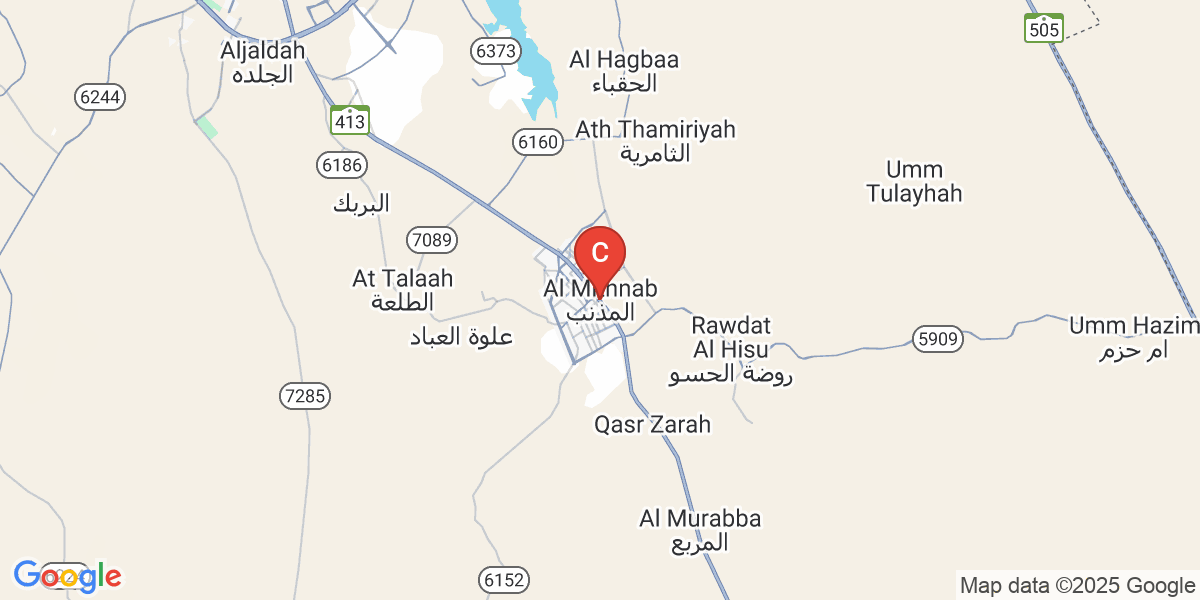 505
Aljaldah
الجلده
6373
Al Hagbaa
الحقباء
6244
413
6160
Ath Thamiriyah
الثامرية
6186
Umm
Tulayhah
البربك
7089
C
At Talaah
الطلعة
Al Mithnab
المذنب
علوة العباد
Rawdat
Al Hisu
روضة الحسو
5909
Umm Hazim
ام حزم
7285
Qasr Zarah
Al Murabba
المربع
6152
Google
Map data ©2025 Google